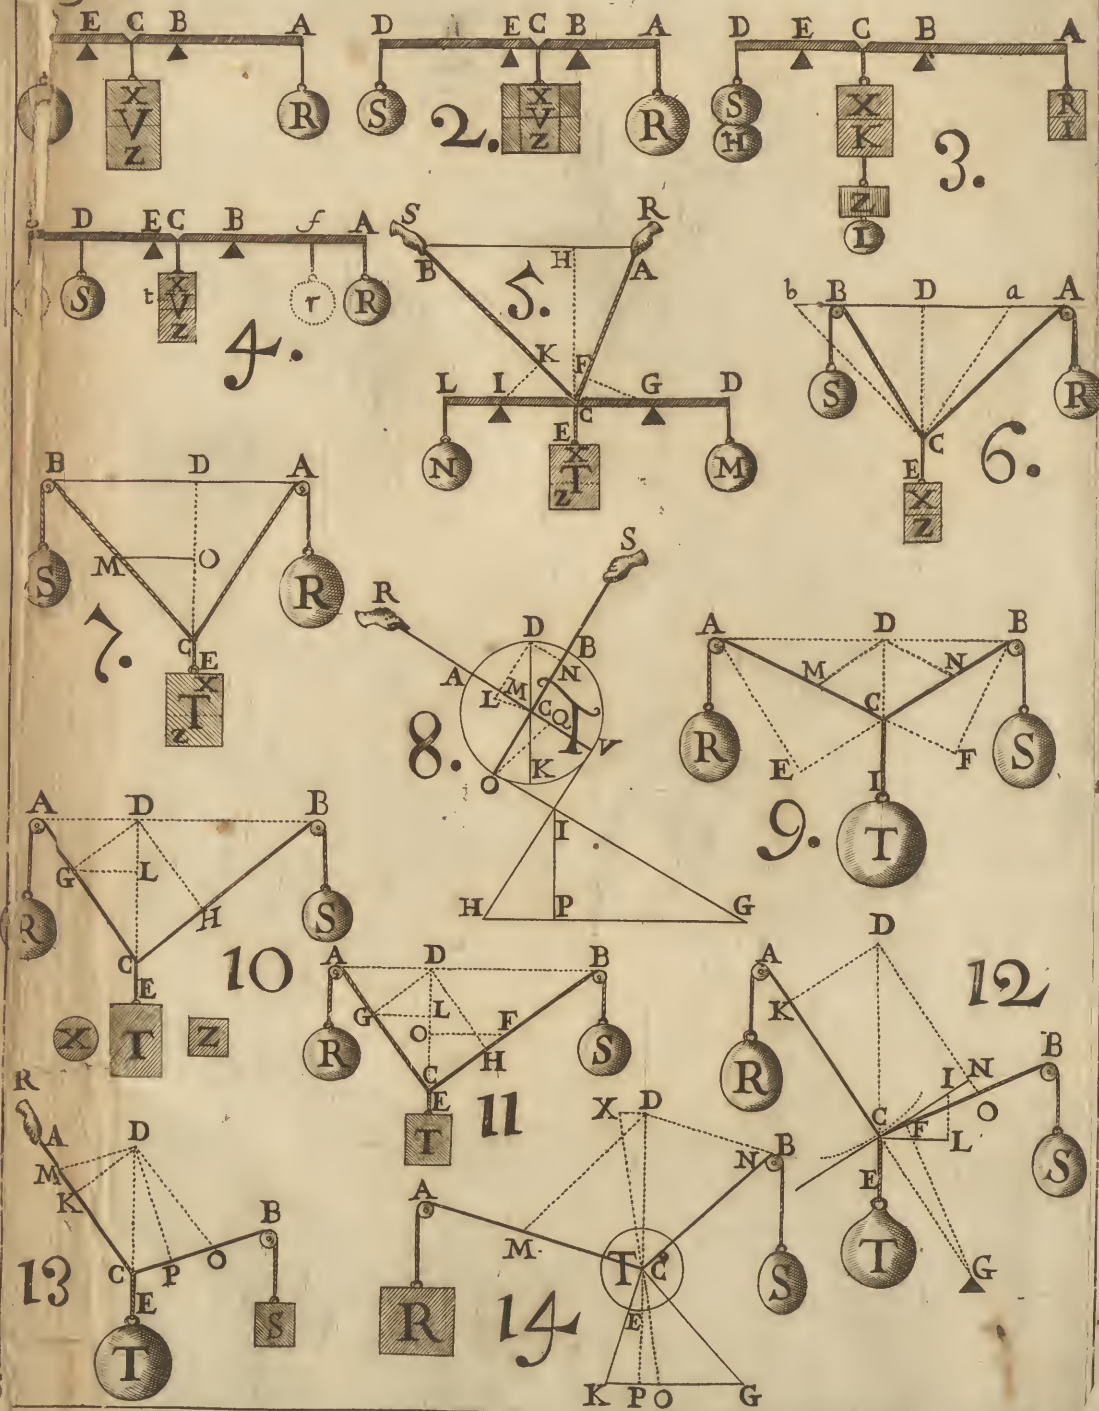 E C B A
X
V
Z
R
D E C B A
S
X
V
Z
R
2.
D E C B A
S
H
X
K
Z
I
R
I
3.
D E C B f A
S
t
X
V
Z
r R
4.
S R
B H A
5.
K F
L I G D
C
E
N
X
T
Z
M
b B D a A
S R
C
E
X
Z
6.
B D A
S M O R
C
E
X
T
Z
7.
S
R
D B
A N
L M C Q T V
O K
I
H P G
8.
A D B
M N
C
R S
E F
I
T
9.
A D B
G L
H
R S
C
E
X T Z
10
A D B
G L
O F
H
R S
C
E
T
11
D
A
K
B
I N
O
R
C F L
S
E
T
G
12
R
A D
M
K
B
C P O
E
S
T
13
X D
N B
A
M
T C
R S
E
K P O G
14